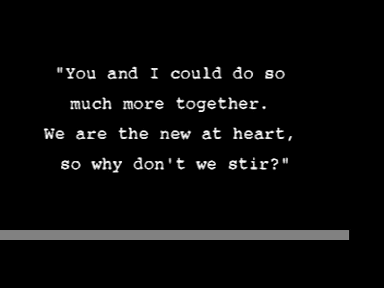 "You and I could do so
much more together.
We are the new at heart,
so why don't we stir?"